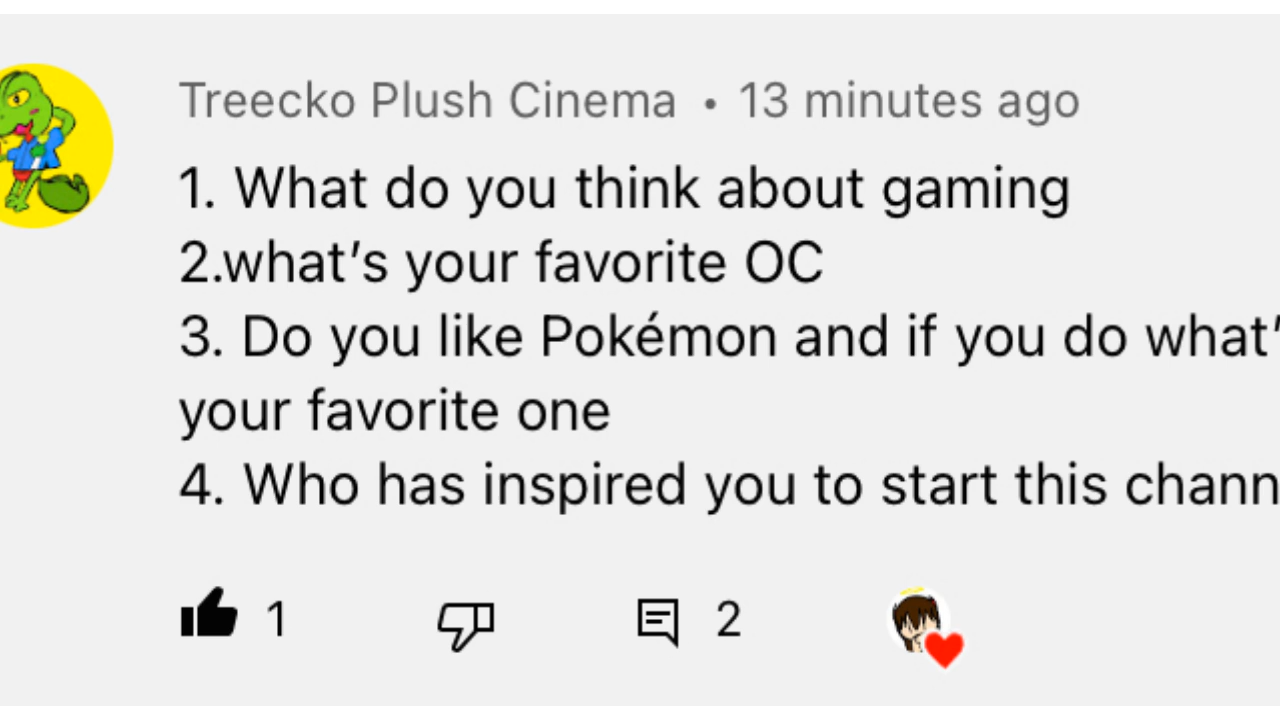 Treecko Plush Cinema • 13 minutes ago
1. What do you think about gaming
2.what's your favorite OC
3. Do you like Pokémon and if you do what'
your favorite one
4. Who has inspired you to start this chann
1 2